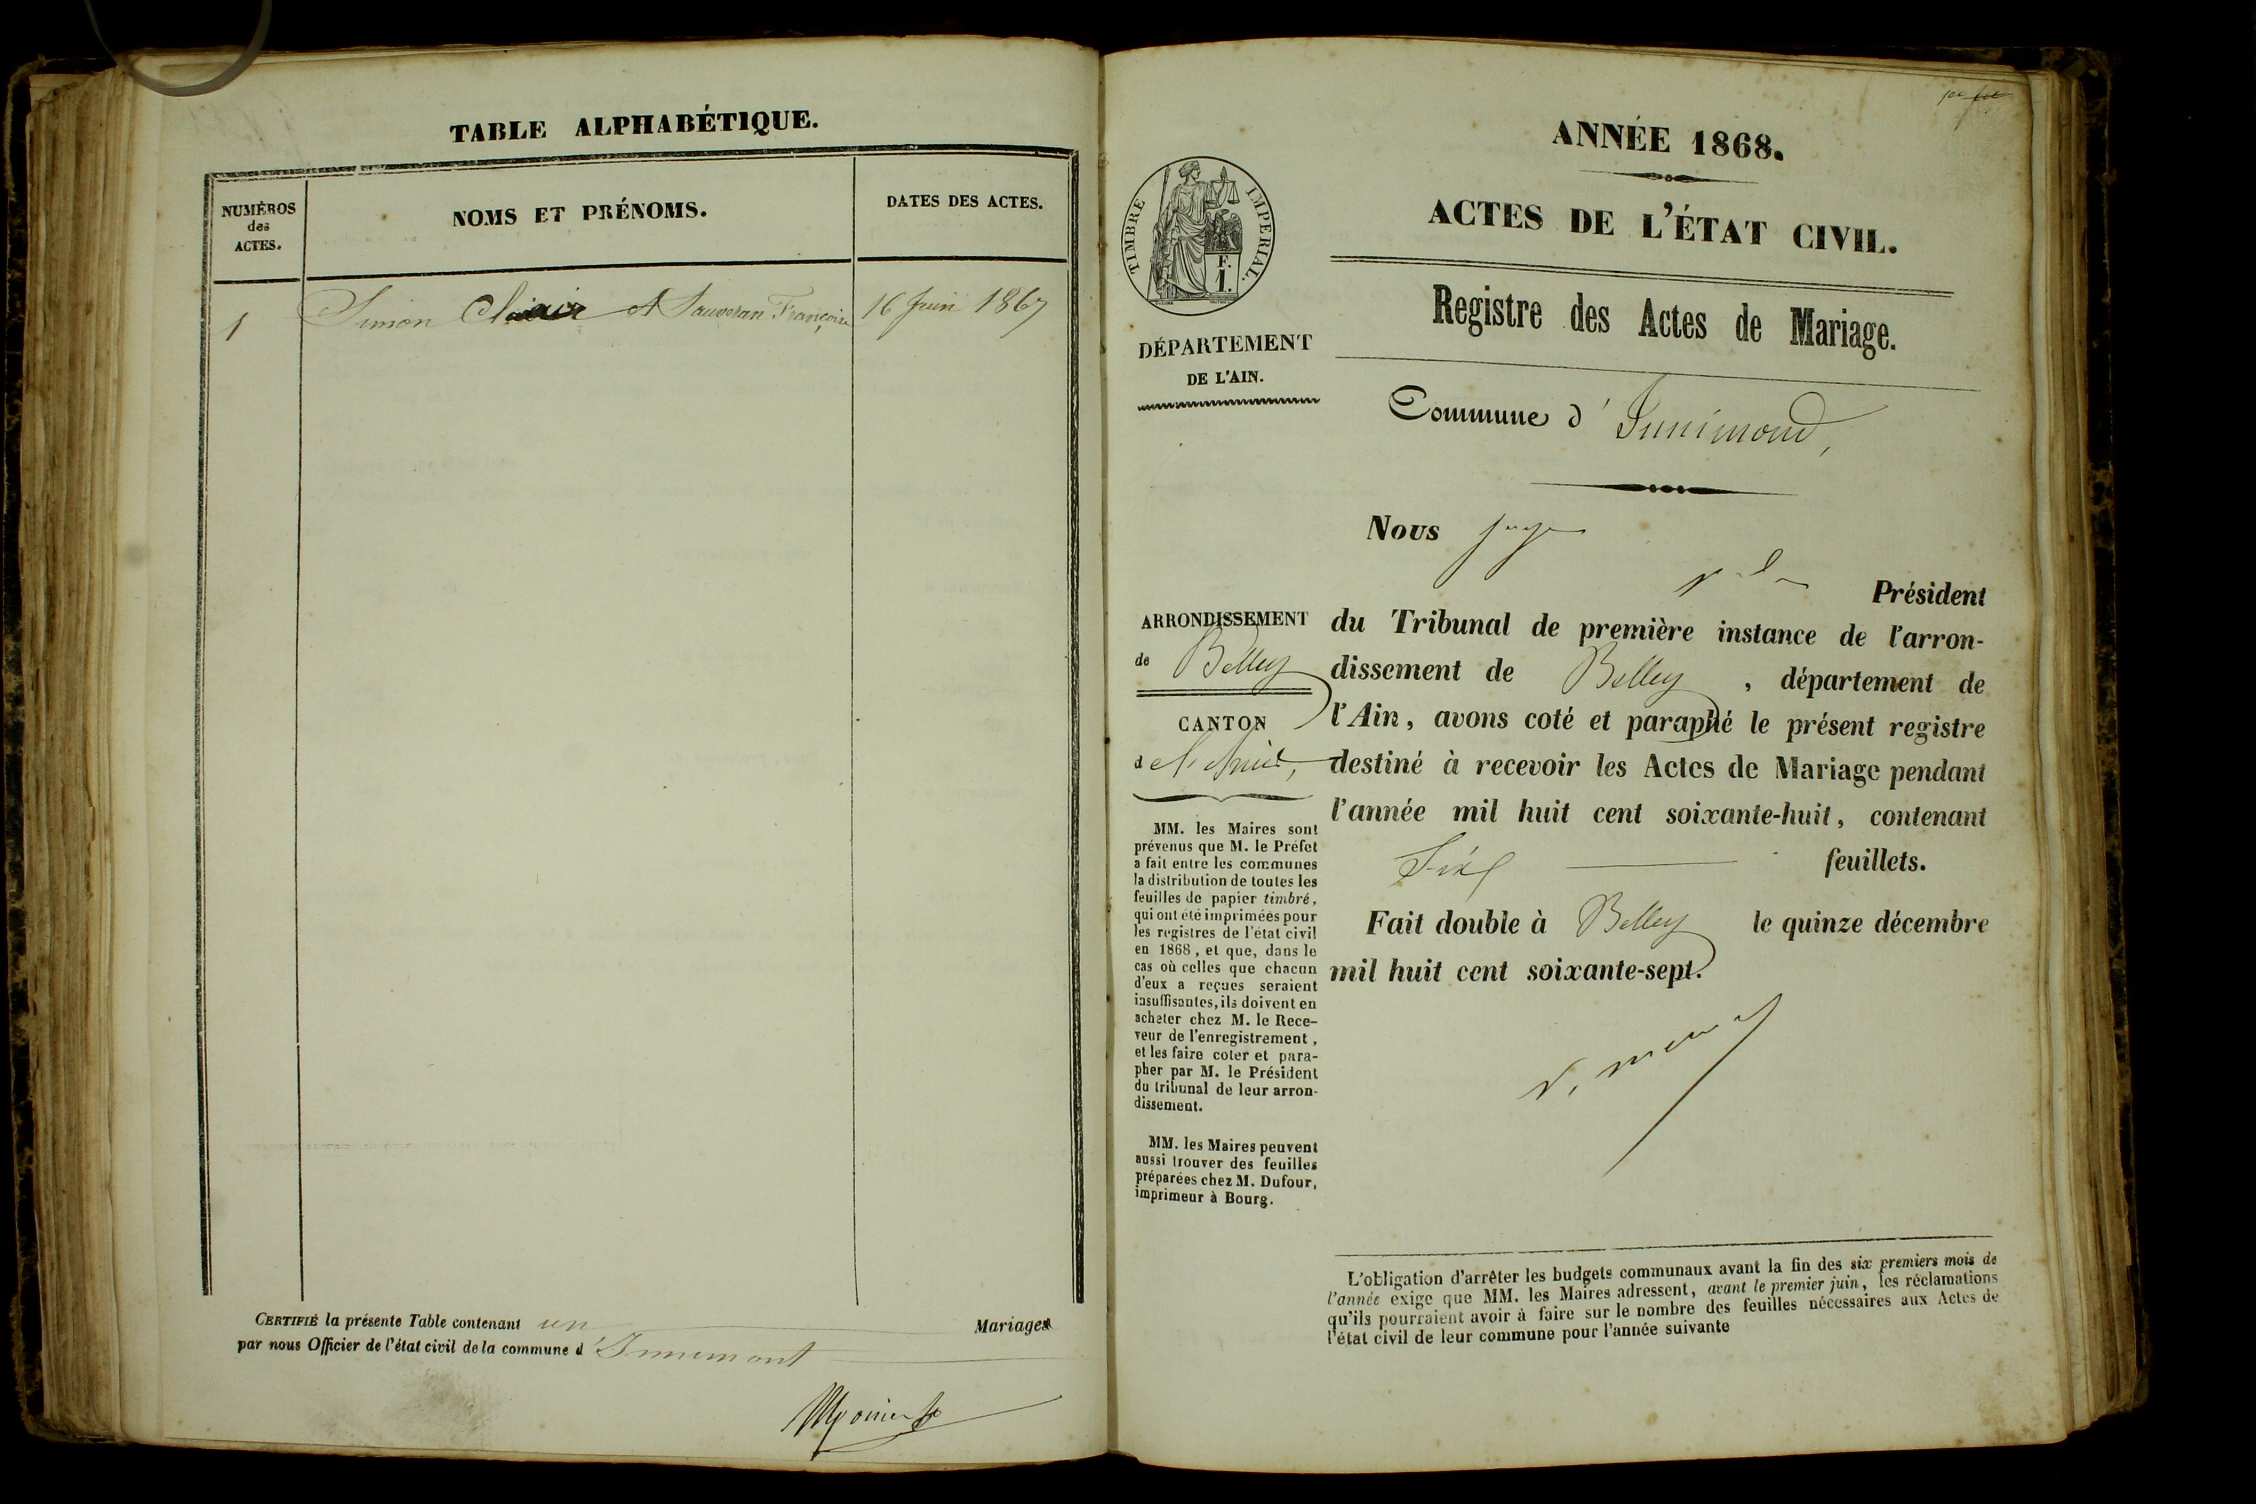 TABLE ALPHABÉTIQUE.
NUMÉROS
des
ACTES.
NOMS ET PRÉNOMS.
DATES DES ACTES.
1
Simon Clair et Sauveran Françoise
16 Juin 1867
CERTIFIÉ la présente Table contenant un Mariage
par nous Officier de l'état civil de la commune d'Innimont
ANNÉE 1868.
ACTES DE L'ÉTAT CIVIL.
TIMBRE IMPERIAL.
F.
1.
DÉPARTEMENT
DE L'AIN.
Registre des Actes de Mariage.
Commune d'Innimond,
ARRONDISSEMENT
de Belley
CANTON
d
MM. les Maires sont
prévenus que M. le Préfet
a fait entre les communes
la distribution de toutes les
feuilles de papier timbré,
qui ont été imprimées pour
les registres de l'état civil
en 1868, et que, dans le
cas où celles que chacun
d'eux a reçues seraient
insuffisantes, ils doivent en
acheter chez M. le Rece-
veur de l'enregistrement,
et les faire coter et para-
pher par M. le Président
du tribunal de leur arron-
dissement.
MM. les Maires peuvent
aussi trouver des feuilles
préparées chez M. Dufour,
imprimeur à Bourg.
Nous juge
Président
du Tribunal de première instance de l'arron-
dissement de Belley, département de
l'Ain, avons coté et paraphé le présent registre
destiné à recevoir les Actes de Mariage pendant
l'année mil huit cent soixante-huit, contenant
Six feuillets.
Fait double à Belley le quinze décembre
mil huit cent soixante-sept.
L'obligation d'arrêter les budgets communaux avant la fin des six premiers mois de
l'année exige que MM. les Maires adressent, avant le premier juin, les réclamations
qu'ils pourraient avoir à faire sur le nombre des feuilles nécessaires aux Actes de
l'état civil de leur commune pour l'année suivante